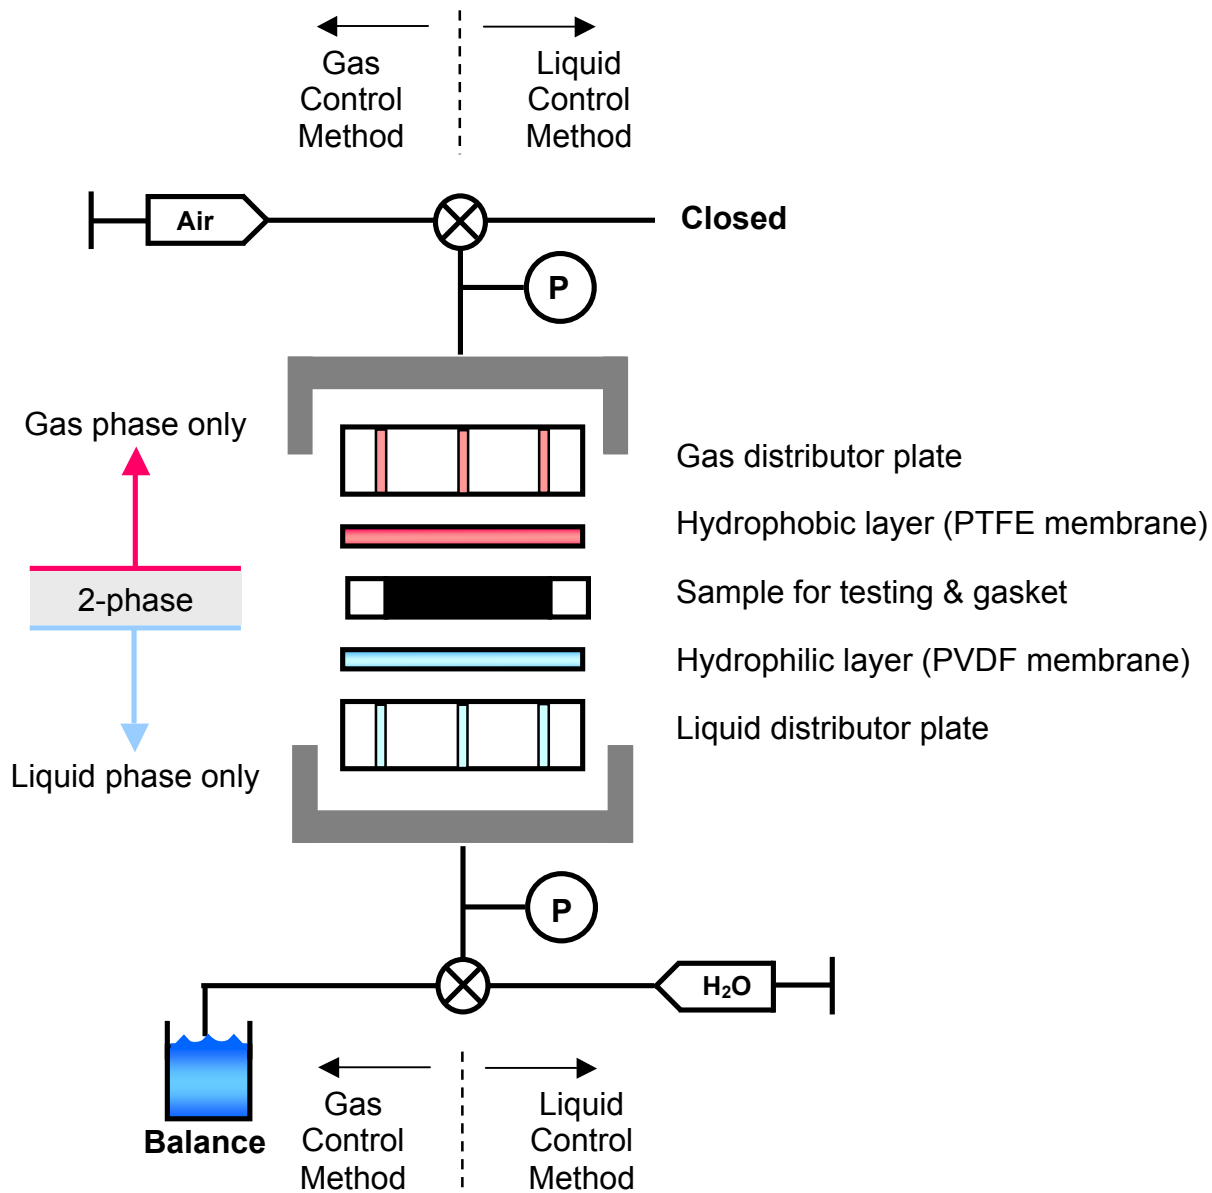 Gas
Control
Method
Liquid
Control
Method
Air
Closed
P
Gas phase only
2-phase
Liquid phase only
Gas distributor plate
Hydrophobic layer (PTFE membrane)
Sample for testing & gasket
Hydrophilic layer (PVDF membrane)
Liquid distributor plate
P
H₂O
Balance
Gas
Control
Method
Liquid
Control
Method